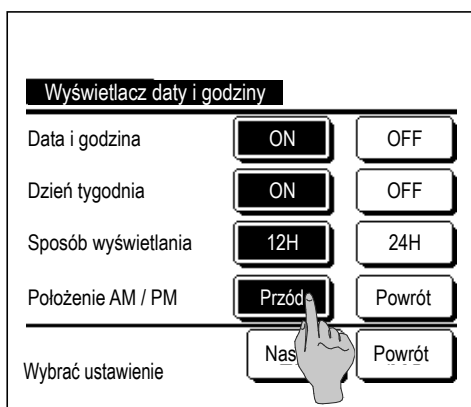 Wyświetlacz daty i godziny
Data i godzina ON OFF
Dzień tygodnia ON OFF
Sposób wyświetlania 12H 24H
Położenie AM / PM Przód Powrót
Wybrać ustawienie Powrót